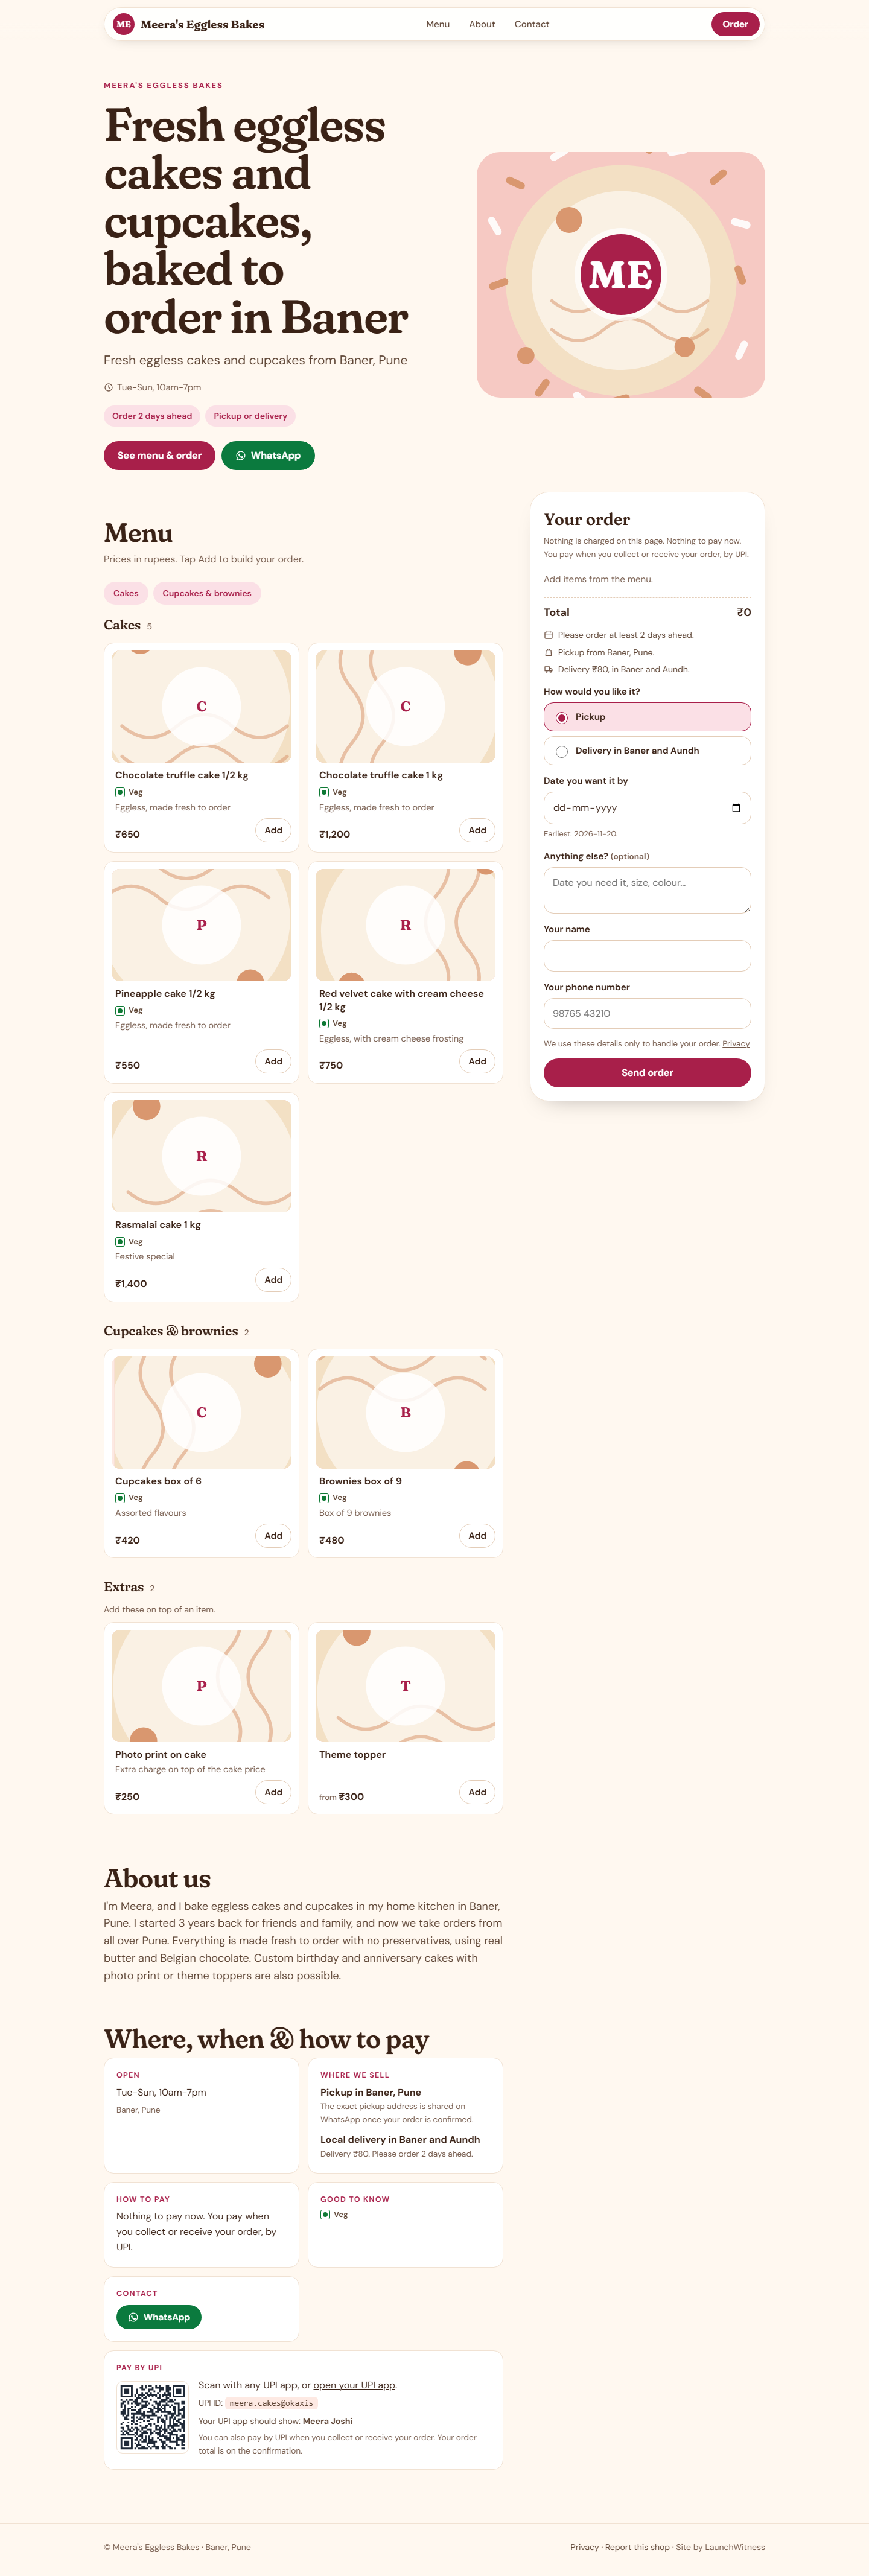 ME Meera's Eggless Bakes Menu About Contact Order
MEERA'S EGGLESS BAKES
Fresh eggless
cakes and
cupcakes,
baked to
order in Baner
Fresh eggless cakes and cupcakes from Baner, Pune
Tue-Sun, 10am-7pm
Order 2 days ahead Pickup or delivery
See menu & order WhatsApp
ME
Menu
Prices in rupees. Tap Add to build your order.
Cakes Cupcakes & brownies
Cakes 5
C
Chocolate truffle cake 1/2 kg
Veg
Eggless, made fresh to order
₹650 Add
C
Chocolate truffle cake 1 kg
Veg
Eggless, made fresh to order
₹1,200 Add
P
Pineapple cake 1/2 kg
Veg
Eggless, made fresh to order
₹550 Add
R
Red velvet cake with cream cheese
1/2 kg
Veg
Eggless, with cream cheese frosting
₹750 Add
R
Rasmalai cake 1 kg
Veg
Festive special
₹1,400 Add
Cupcakes & brownies 2
C
Cupcakes box of 6
Veg
Assorted flavours
₹420 Add
B
Brownies box of 9
Veg
Box of 9 brownies
₹480 Add
Extras 2
Add these on top of an item.
P
Photo print on cake
Extra charge on top of the cake price
₹250 Add
T
Theme topper
from ₹300 Add
Your order
Nothing is charged on this page. Nothing to pay now.
You pay when you collect or receive your order, by UPI.
Add items from the menu.
Total ₹0
Please order at least 2 days ahead.
Pickup from Baner, Pune.
Delivery ₹80, in Baner and Aundh.
How would you like it?
Pickup
Delivery in Baner and Aundh
Date you want it by
dd-mm-yyyy
Earliest: 2026-11-20.
Anything else? (optional)
Date you need it, size, colour...
Your name
Your phone number
98765 43210
We use these details only to handle your order. Privacy
Send order
About us
I'm Meera, and I bake eggless cakes and cupcakes in my home kitchen in Baner,
Pune. I started 3 years back for friends and family, and now we take orders from
all over Pune. Everything is made fresh to order with no preservatives, using real
butter and Belgian chocolate. Custom birthday and anniversary cakes with
photo print or theme toppers are also possible.
Where, when & how to pay
OPEN
Tue-Sun, 10am-7pm
Baner, Pune
WHERE WE SELL
Pickup in Baner, Pune
The exact pickup address is shared on
WhatsApp once your order is confirmed.
Local delivery in Baner and Aundh
Delivery ₹80. Please order 2 days ahead.
HOW TO PAY
Nothing to pay now. You pay when
you collect or receive your order, by
UPI.
GOOD TO KNOW
Veg
CONTACT
WhatsApp
PAY BY UPI
Scan with any UPI app, or open your UPI app.
UPI ID: meera.cakes@okaxis
Your UPI app should show: Meera Joshi
You can also pay by UPI when you collect or receive your order. Your order
total is on the confirmation.
© Meera's Eggless Bakes · Baner, Pune
Privacy · Report this shop · Site by LaunchWitness